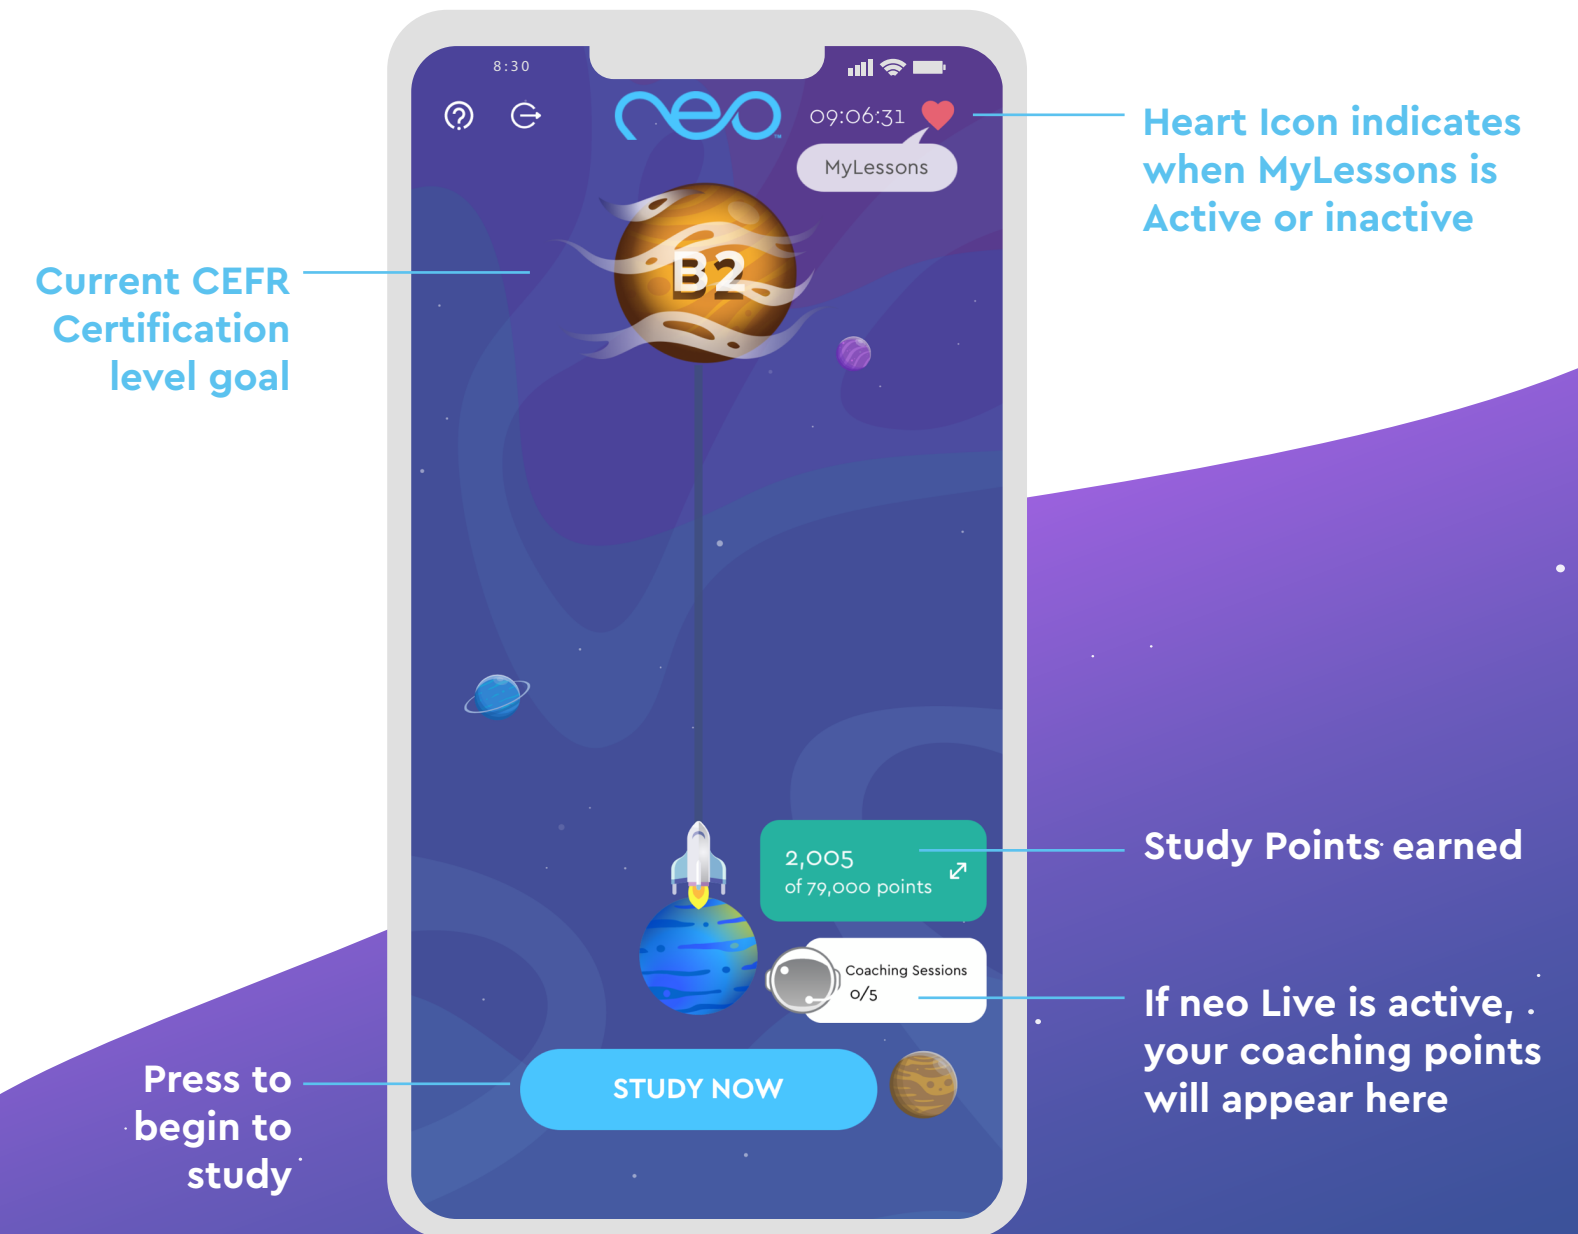 8:30
neo™
09:06:31
MyLessons
Heart Icon indicates
when MyLessons is
Active or inactive
B2
Current CEFR
Certification
level goal
2,005
of 79,000 points
Study Points earned
Coaching Sessions
0/5
If neo Live is active,
your coaching points
will appear here
STUDY NOW
Press to
begin to
study